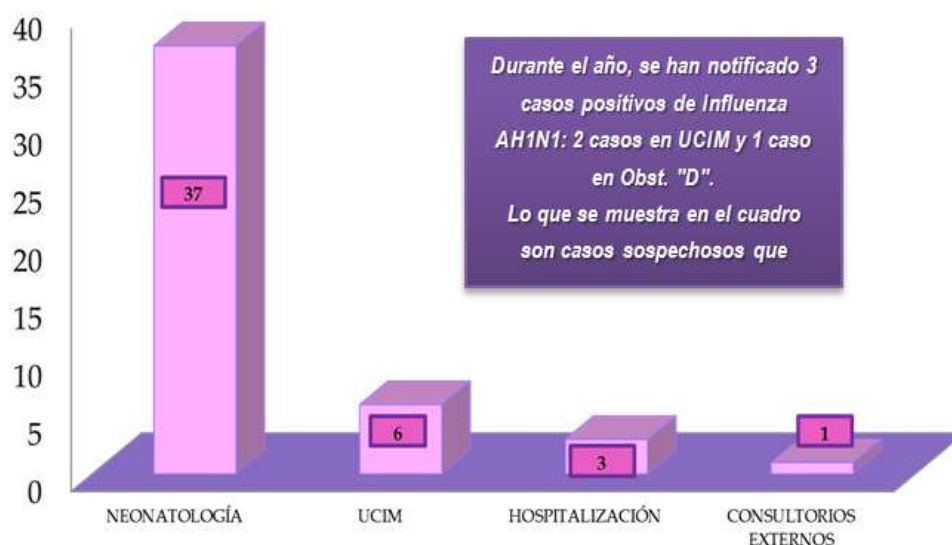 40
35
30
25
20
15
10
5
0
Durante el año, se han notificado 3
casos positivos de Influenza
AH1N1: 2 casos en UCIM y 1 caso
en Obst. "D".
Lo que se muestra en el cuadro
son casos sospechosos que
37
6
3
1
NEONATOLOGÍA
UCIM
HOSPITALIZACIÓN
CONSULTORIOS
EXTERNOS